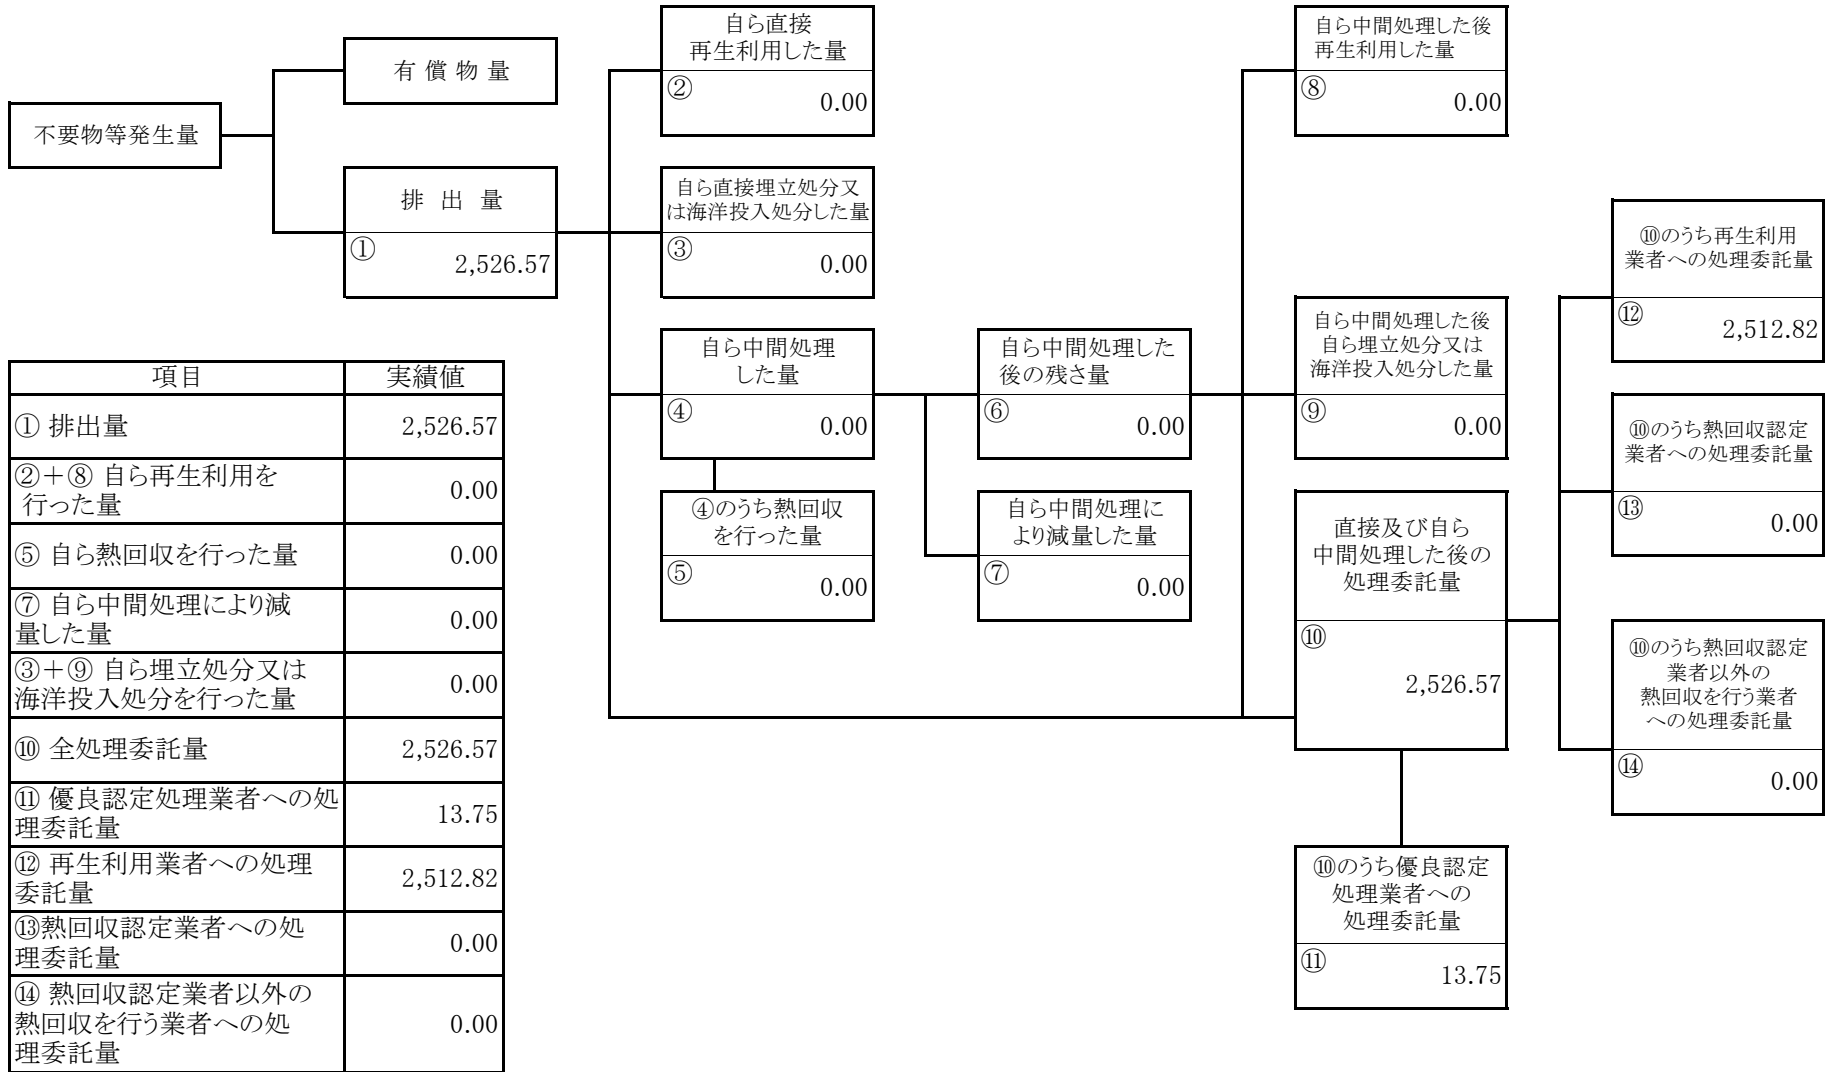 不要物等発生量
有 償 物 量
排 出 量
①
2,526.57
自ら直接
再生利用した量
②
0.00
自ら直接埋立処分又
は海洋投入処分した量
③
0.00
自ら中間処理
した量
④
0.00
④のうち熱回収
を行った量
⑤
0.00
自ら中間処理した
後の残さ量
⑥
0.00
自ら中間処理に
より減量した量
⑦
0.00
自ら中間処理した後
再生利用した量
⑧
0.00
自ら中間処理した後
自ら埋立処分又は
海洋投入処分した量
⑨
0.00
直接及び自ら
中間処理した後の
処理委託量
⑩
2,526.57
⑩のうち優良認定
処理業者への
処理委託量
⑪
13.75
⑩のうち再生利用
業者への処理委託量
⑫
2,512.82
⑩のうち熱回収認定
業者への処理委託量
⑬
0.00
⑩のうち熱回収認定
業者以外の
熱回収を行う業者
への処理委託量
⑭
0.00
項目 実績値
① 排出量 2,526.57
②＋⑧ 自ら再生利用を
行った量 0.00
⑤ 自ら熱回収を行った量 0.00
⑦ 自ら中間処理により減
量した量 0.00
③＋⑨ 自ら埋立処分又は
海洋投入処分を行った量 0.00
⑩ 全処理委託量 2,526.57
⑪ 優良認定処理業者への処
理委託量 13.75
⑫ 再生利用業者への処理
委託量 2,512.82
⑬熱回収認定業者への処
理委託量 0.00
⑭ 熱回収認定業者以外の
熱回収を行う業者への処
理委託量 0.00